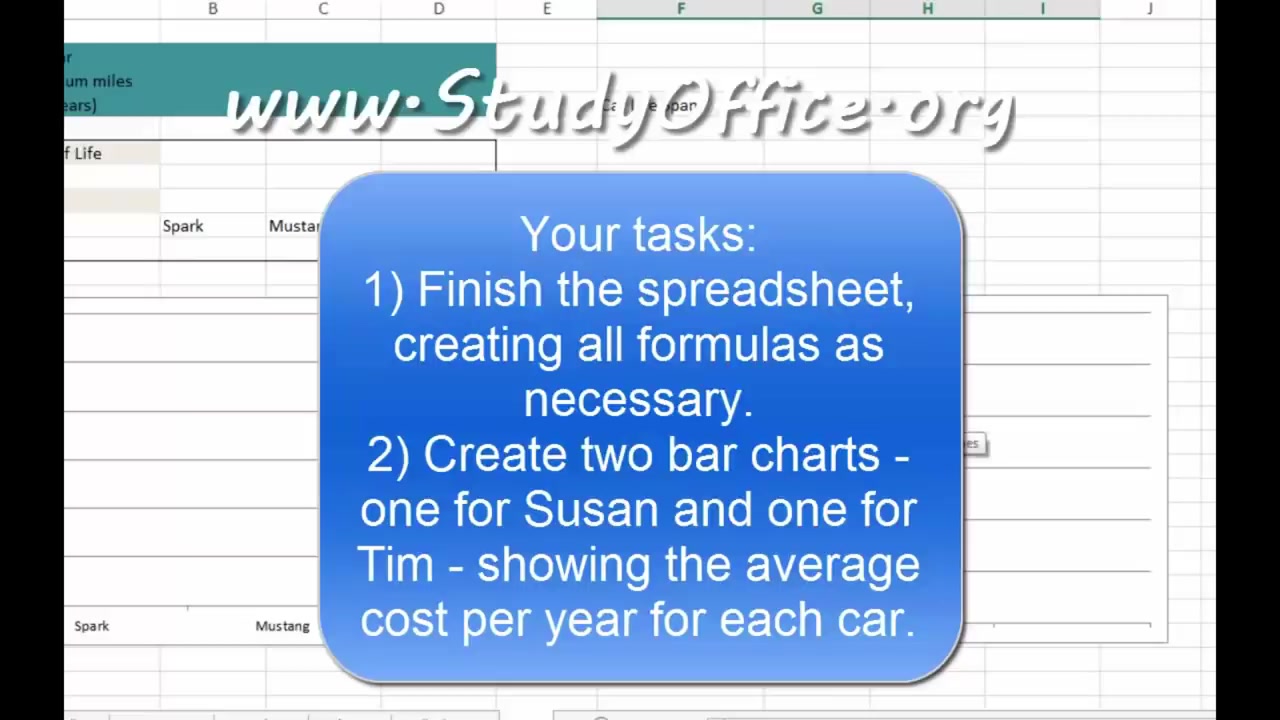 B C D E F G H I J
um miles
ears)
www.StudyOffice.org
f Life
Spark Mustan
Your tasks:
1) Finish the spreadsheet,
creating all formulas as
necessary.
2) Create two bar charts -
one for Susan and one for
Tim - showing the average
cost per year for each car.
Spark Mustang